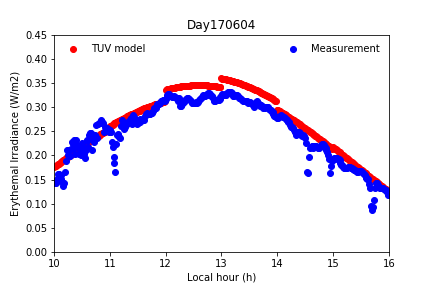 Day170604
TUV model
Measurement
Erythemal Irradiance (W/m2)
0.45
0.40
0.35
0.30
0.25
0.20
0.15
0.10
0.05
0.00
10 11 12 13 14 15 16
Local hour (h)